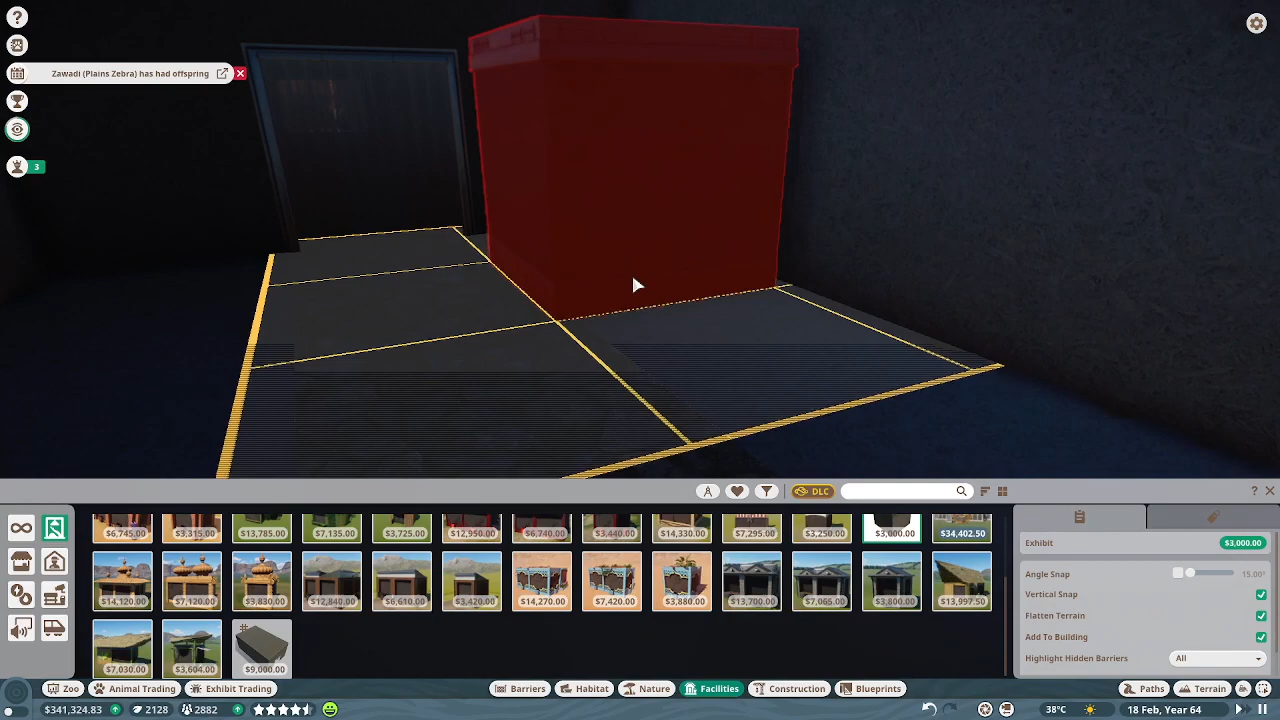 ?
Zawadi (Plains Zebra) has had offspring
3
DLC
?
$6,745.00 $3,315.00 $13,785.00 $7,135.00 $3,725.00 $12,950.00 $6,740.00 $3,440.00 $14,330.00 $7,295.00 $3,250.00 $3,000.00 $34,402.50
$14,120.00 $7,120.00 $3,830.00 $12,840.00 $6,610.00 $3,420.00 $14,270.00 $7,420.00 $3,880.00 $13,700.00 $7,065.00 $3,800.00 $13,997.50
$7,030.00 $3,604.00 $9,000.00
Exhibit $3,000.00
Angle Snap 15.00°
Vertical Snap
Flatten Terrain
Add To Building
Highlight Hidden Barriers All
Zoo Animal Trading Exhibit Trading Barriers Habitat Nature Facilities Construction Blueprints Paths Terrain
$341,324.83 2128 2882 38°C 18 Feb, Year 64